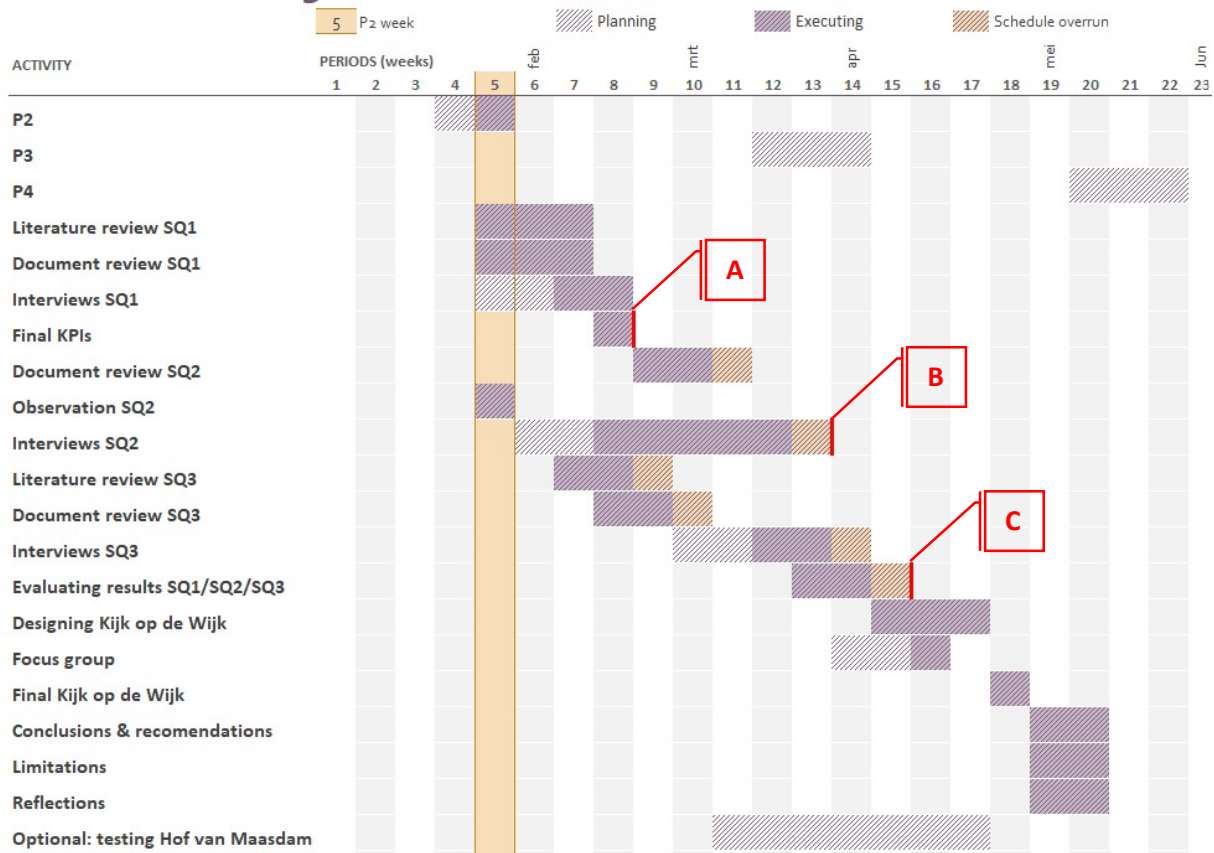 5 P2 week Planning Executing Schedule overrun
ACTIVITY PERIODS (weeks) feb mrt apr mei Jun
1 2 3 4 5 6 7 8 9 10 11 12 13 14 15 16 17 18 19 20 21 22 23
P2
P3
P4
Literature review SQ1
Document review SQ1
A
Interviews SQ1
Final KPIs
Document review SQ2
B
Observation SQ2
Interviews SQ2
Literature review SQ3
Document review SQ3
C
Interviews SQ3
Evaluating results SQ1/SQ2/SQ3
Designing Kijk op de Wijk
Focus group
Final Kijk op de Wijk
Conclusions & recomendations
Limitations
Reflections
Optional: testing Hof van Maasdam